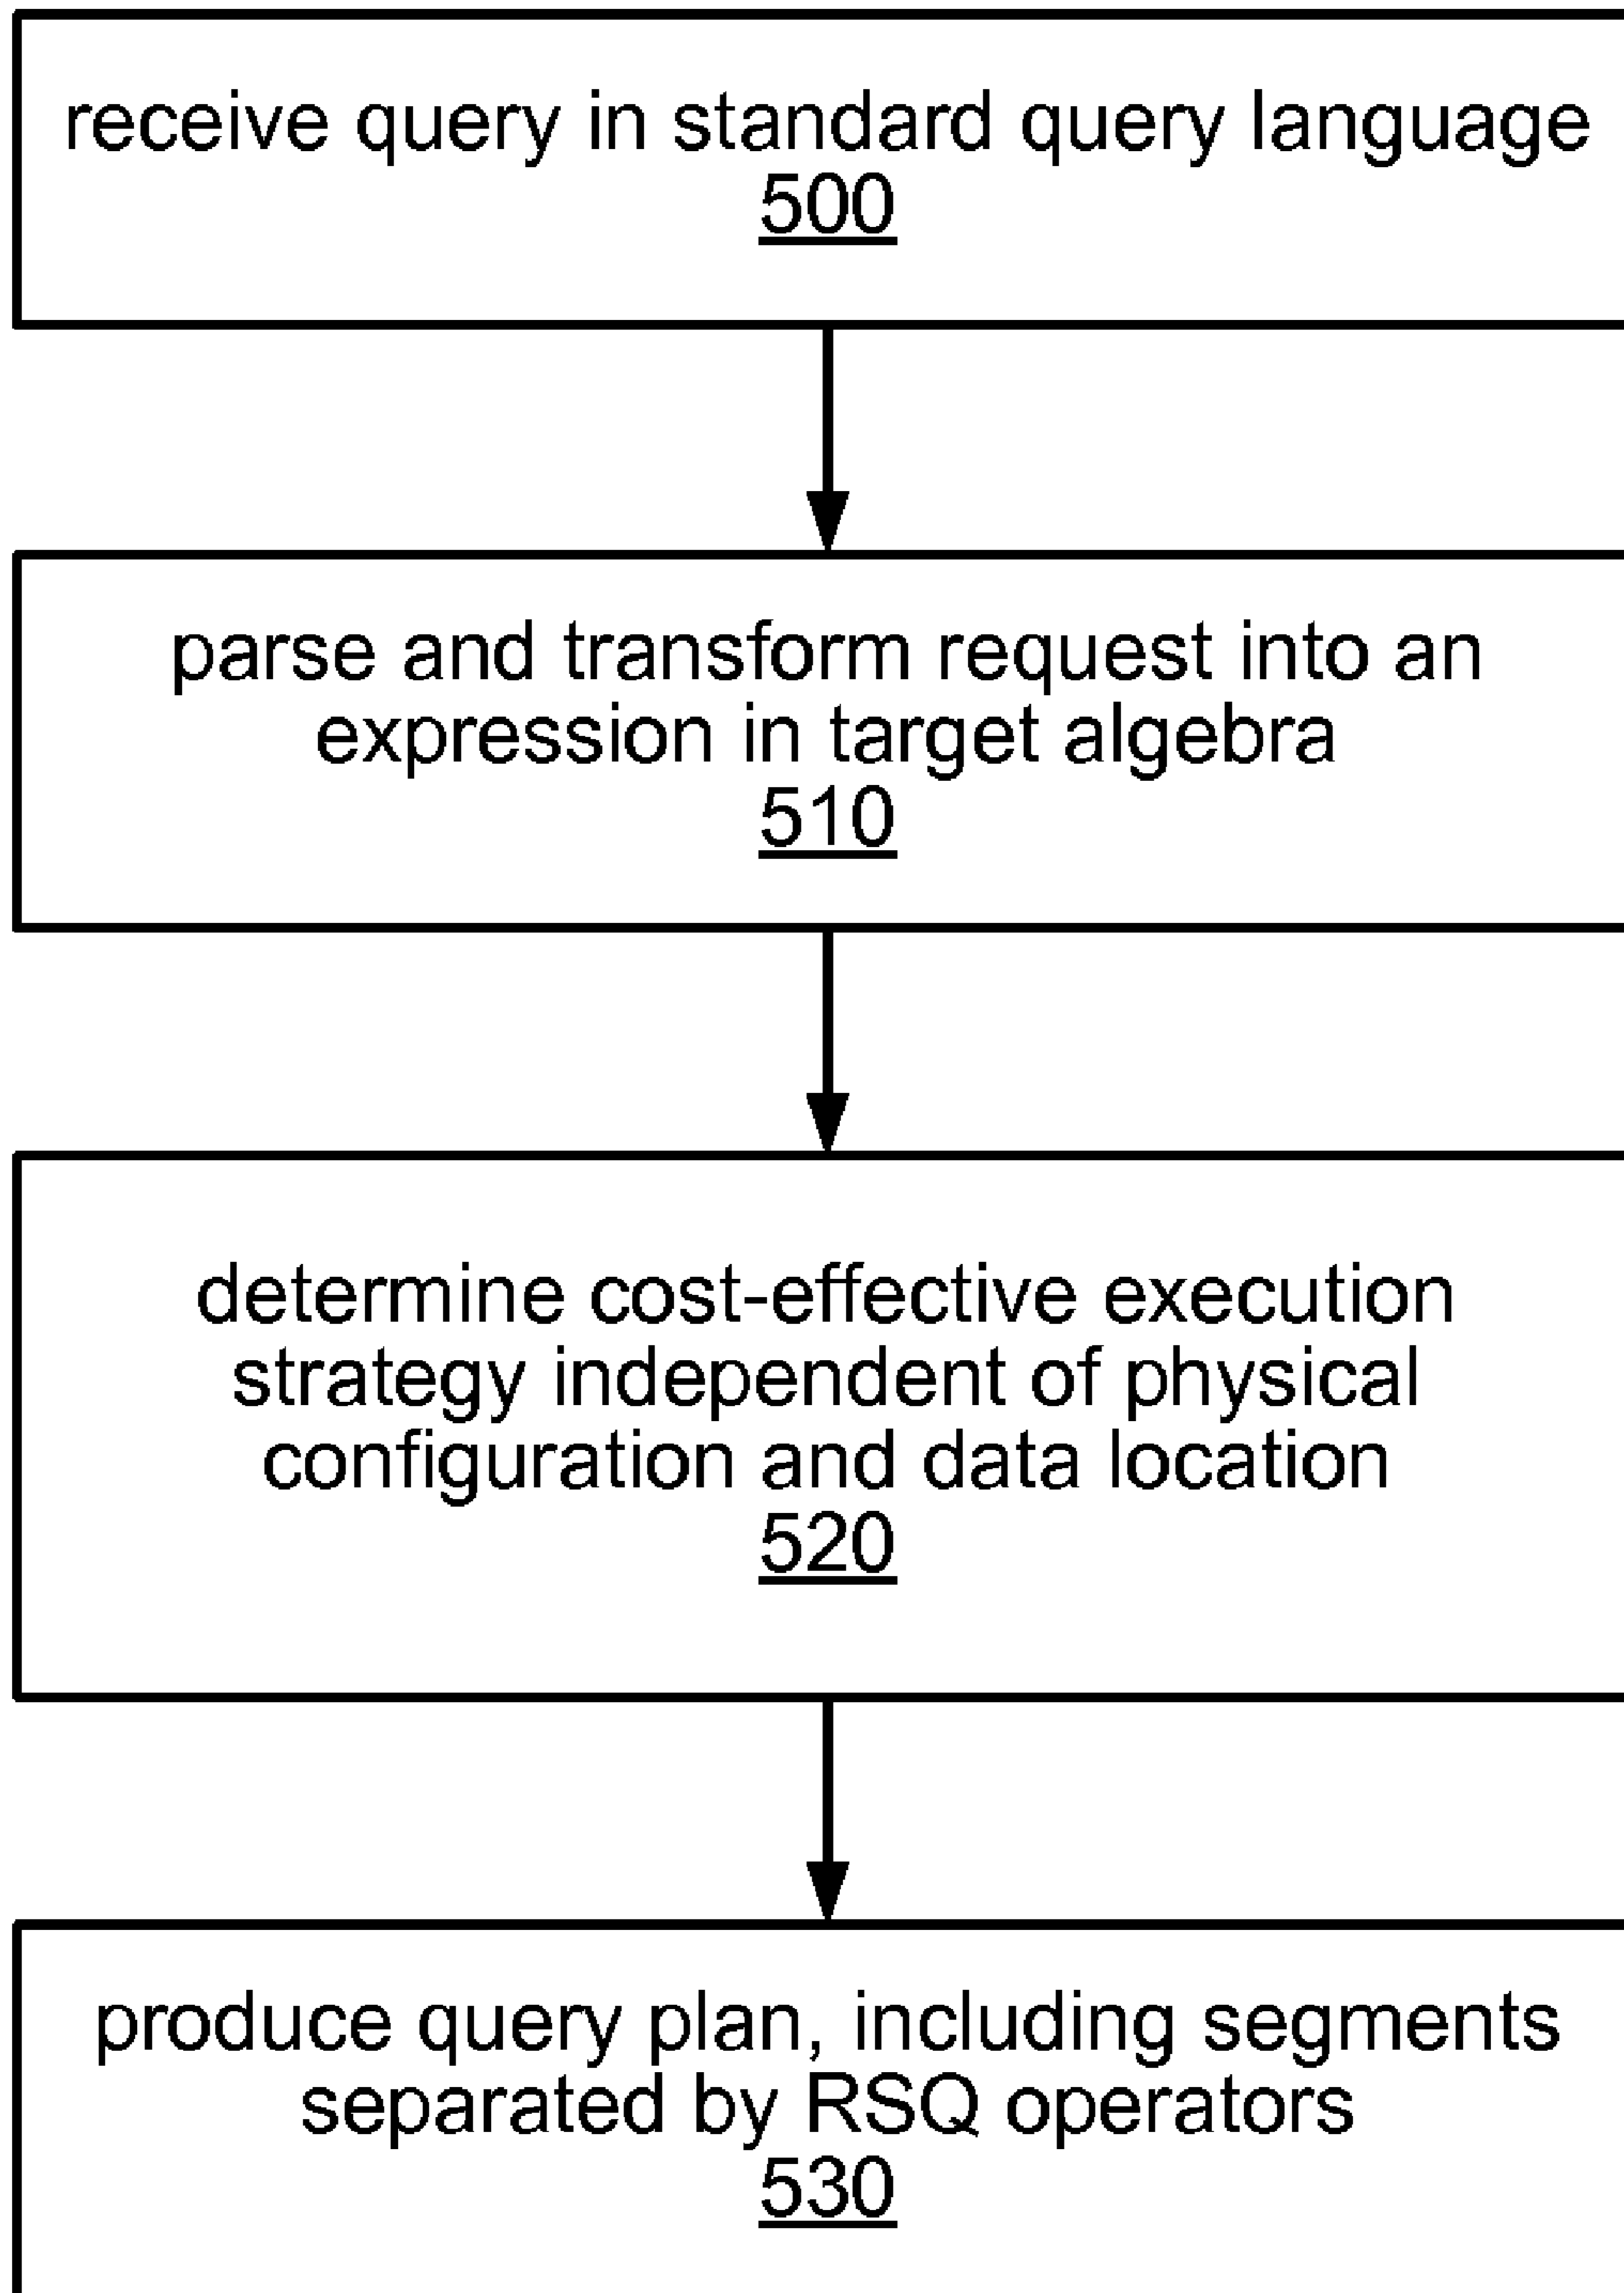 receive query in standard query language
500
parse and transform request into an
expression in target algebra
510
determine cost-effective execution
strategy independent of physical
configuration and data location
520
produce query plan, including segments
separated by RSQ operators
530